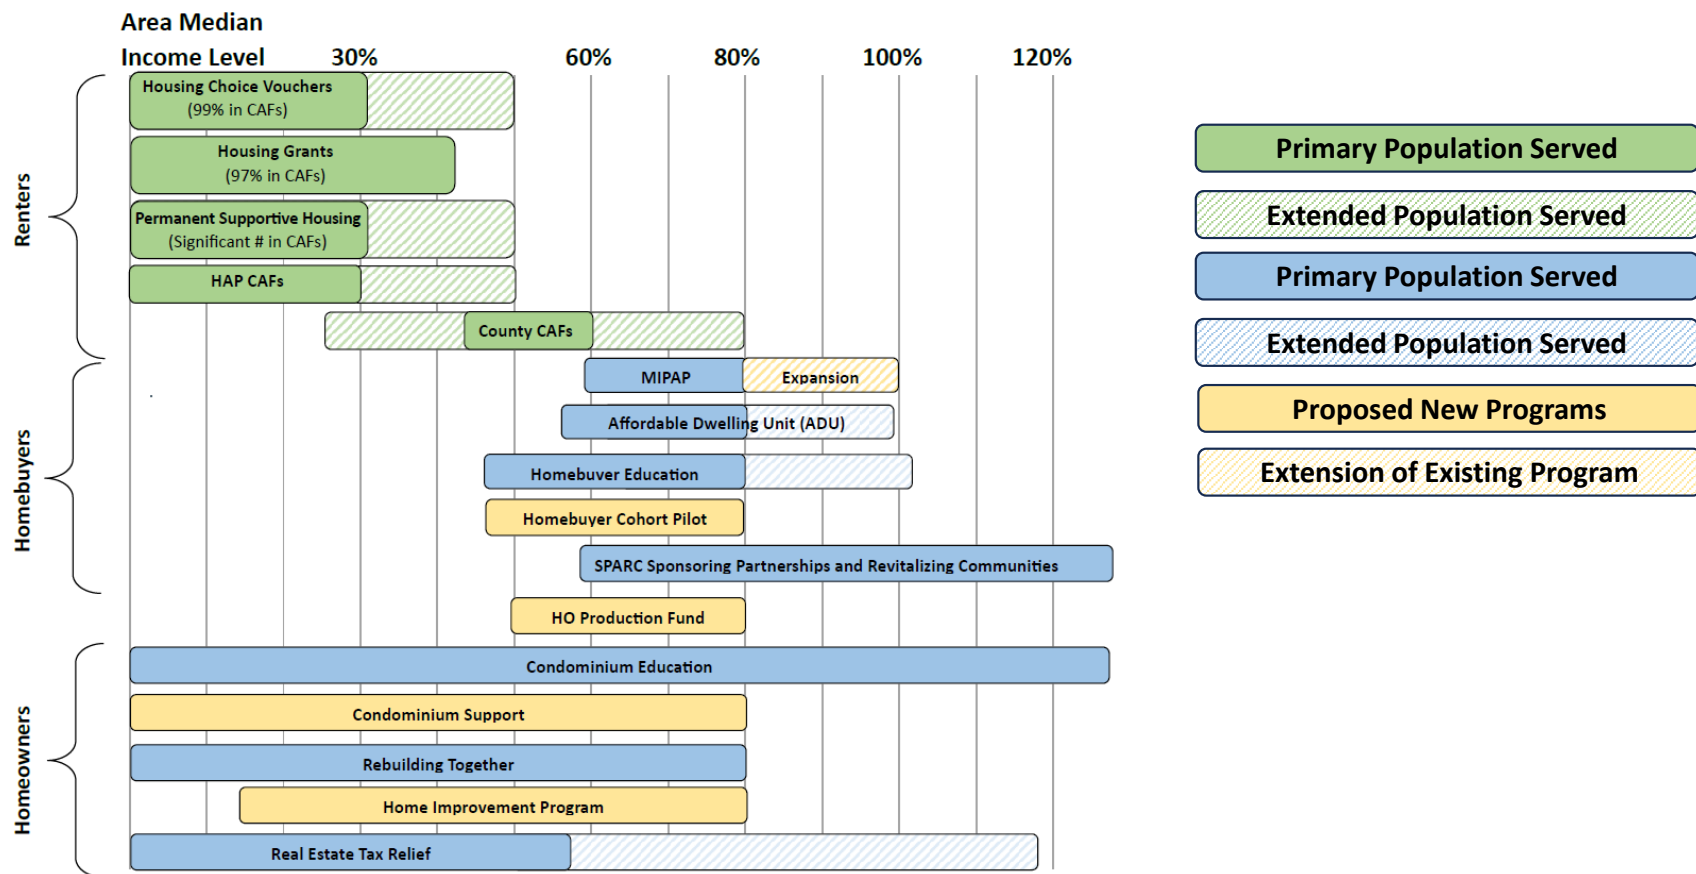 Area Median
Income Level 30% 60% 80% 100% 120%
Renters
Housing Choice Vouchers
(99% in CAFs)
Housing Grants
(97% in CAFs)
Permanent Supportive Housing
(Significant # in CAFs)
HAP CAFs
County CAFs
Homebuyers
MIPAP Expansion
Affordable Dwelling Unit (ADU)
Homebuver Education
Homebuyer Cohort Pilot
SPARC Sponsoring Partnerships and Revitalizing Communities
HO Production Fund
Homeowners
Condominium Education
Condominium Support
Rebuilding Together
Home Improvement Program
Real Estate Tax Relief
Primary Population Served
Extended Population Served
Primary Population Served
Extended Population Served
Proposed New Programs
Extension of Existing Program